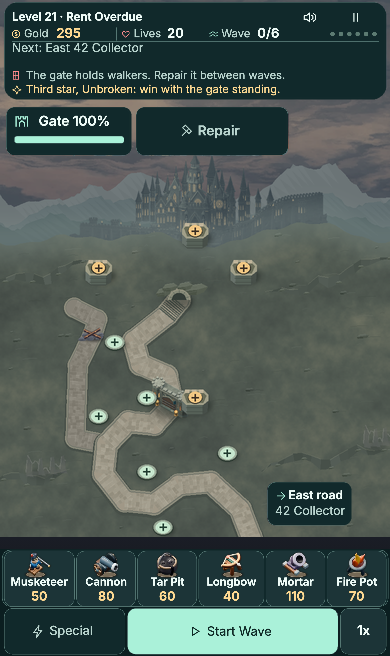 Level 21 · Rent Overdue
Gold 295 Lives 20 Wave 0/6
Next: East 42 Collector
The gate holds walkers. Repair it between waves.
Third star, Unbroken: win with the gate standing.
Gate 100%
Repair
East road
42 Collector
Musketeer Cannon Tar Pit Longbow Mortar Fire Pot
50 80 60 40 110 70
Special
Start Wave
1x